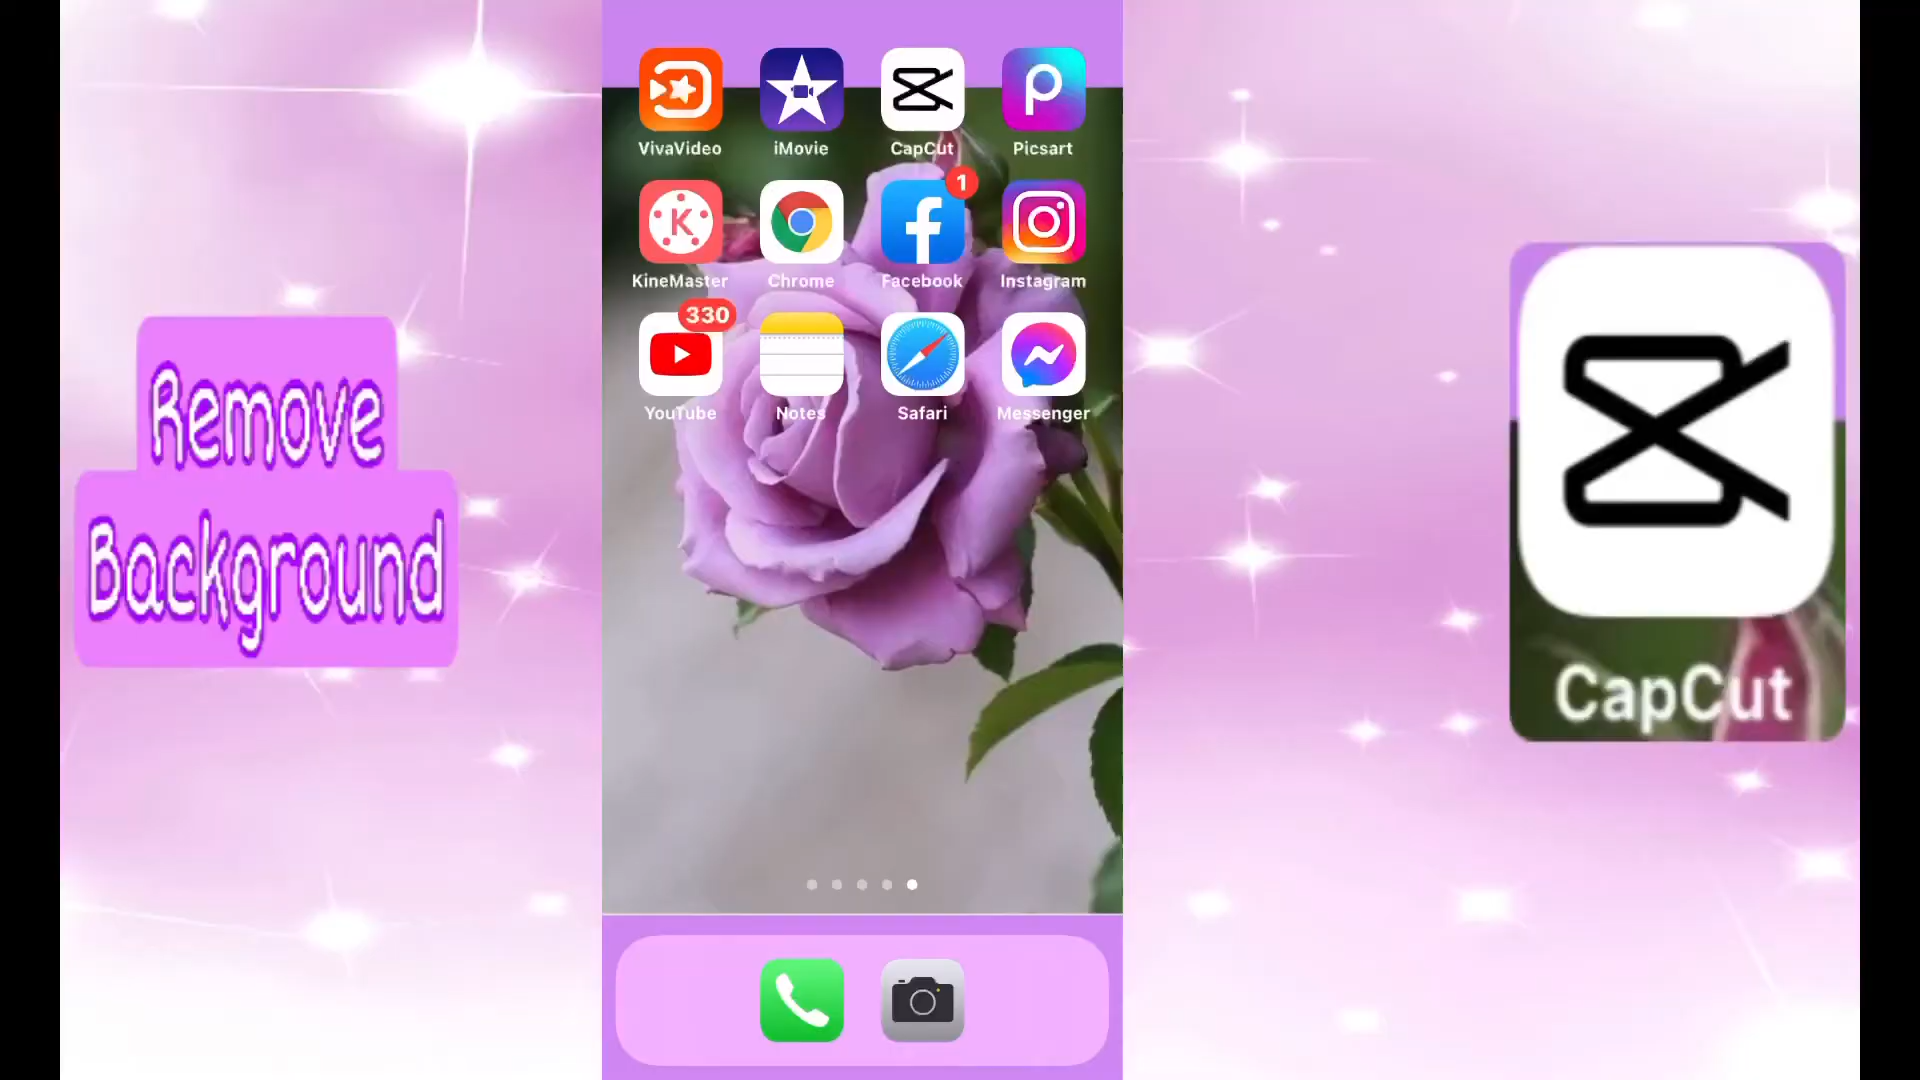 VivaVideo iMovie CapCut Picsart
1
KineMaster Chrome Facebook Instagram
330
YouTube Notes Safari Messenger
Remove
Background
CapCut